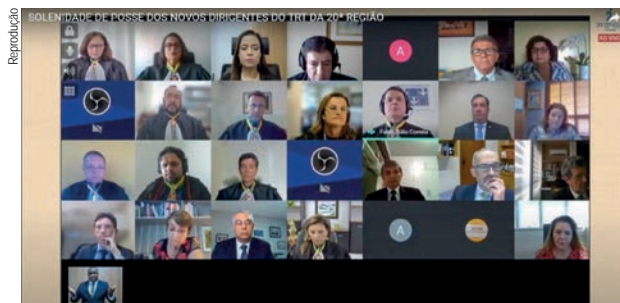 Reprodução
SOLENIDADE DE POSSE DOS NOVOS DIRIGENTES DO TRT DA 20ª REGIÃO
AO VIVO
A
A